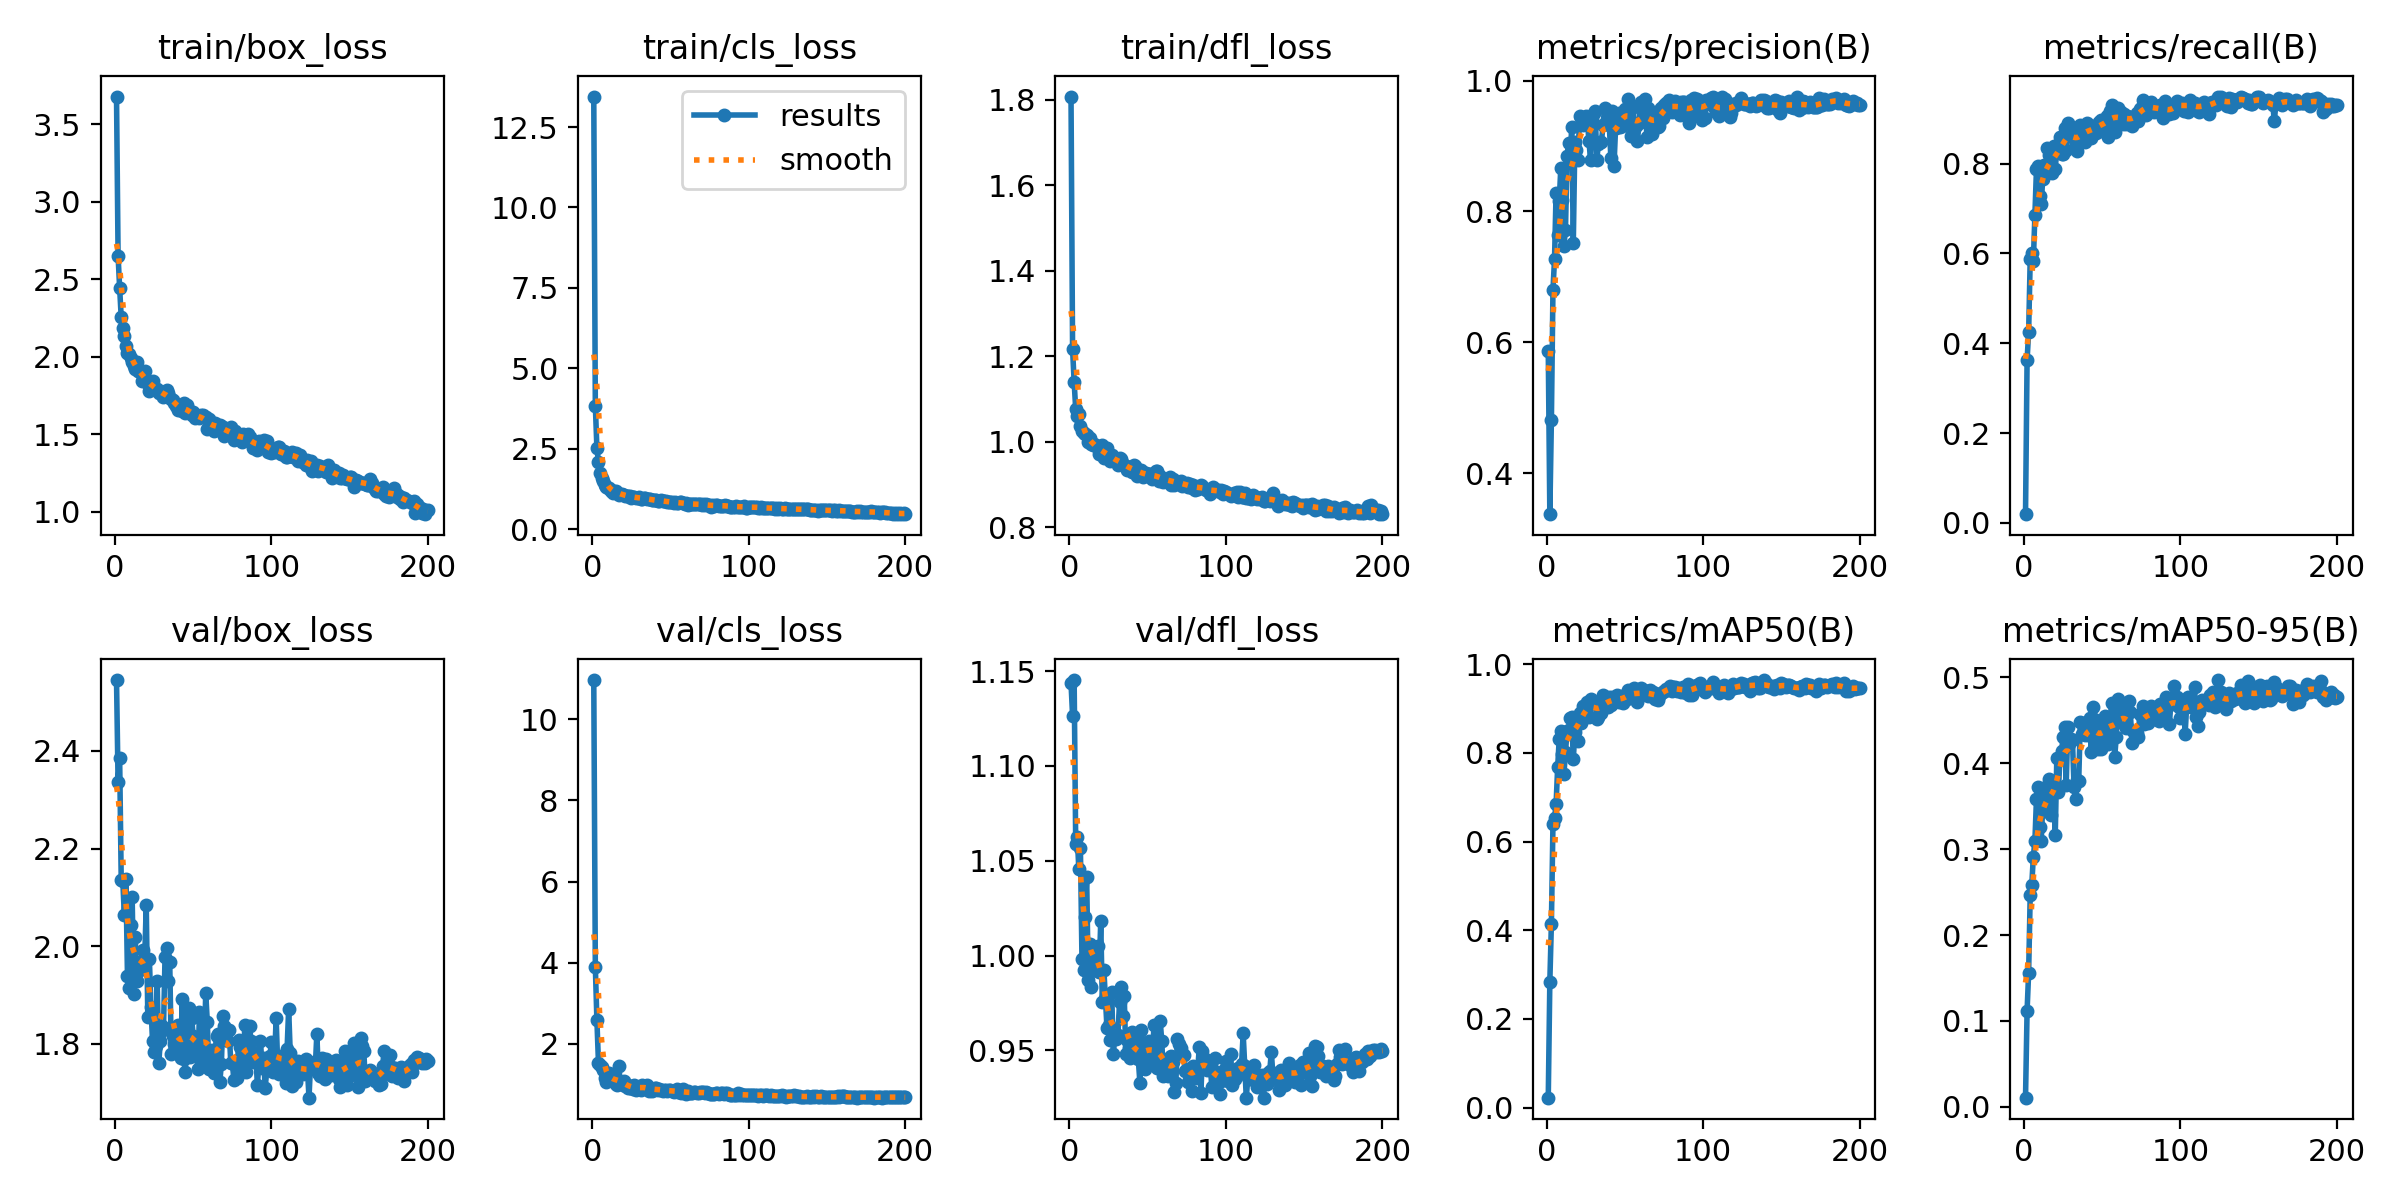 train/box_loss
3.5
3.0
2.5
2.0
1.5
1.0
0 100 200
train/cls_loss
results
smooth
12.5
10.0
7.5
5.0
2.5
0.0
0 100 200
train/dfl_loss
1.8
1.6
1.4
1.2
1.0
0.8
0 100 200
metrics/precision(B)
1.0
0.8
0.6
0.4
0 100 200
metrics/recall(B)
0.8
0.6
0.4
0.2
0.0
0 100 200
val/box_loss
2.4
2.2
2.0
1.8
0 100 200
val/cls_loss
10
8
6
4
2
0 100 200
val/dfl_loss
1.15
1.10
1.05
1.00
0.95
0 100 200
metrics/mAP50(B)
1.0
0.8
0.6
0.4
0.2
0.0
0 100 200
metrics/mAP50-95(B)
0.5
0.4
0.3
0.2
0.1
0.0
0 100 200